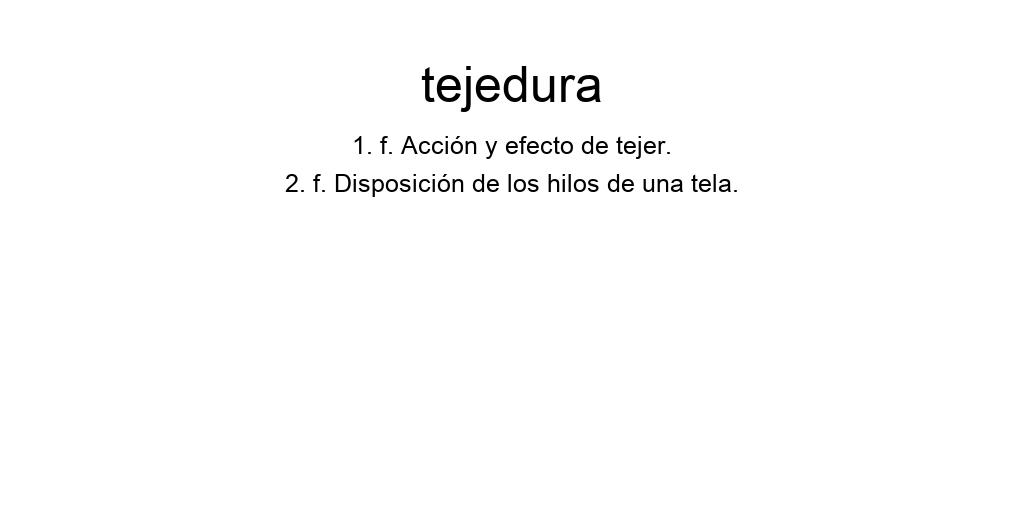 tejedura
1. f. Acción y efecto de tejer.
2. f. Disposición de los hilos de una tela.